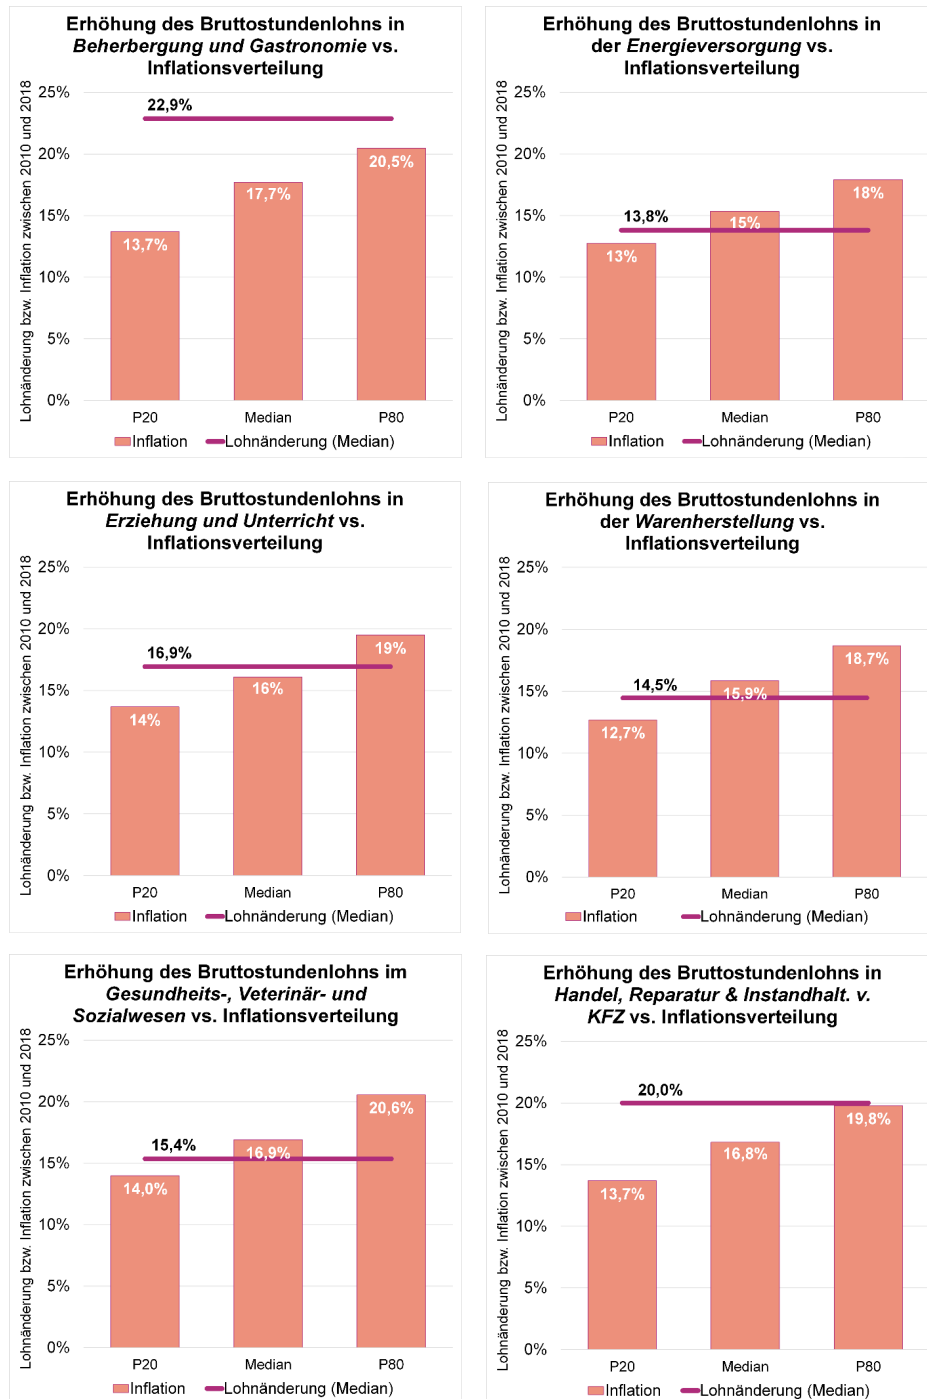 Erhöhung des Bruttostundenlohns in
Beherbergung und Gastronomie vs.
Inflationsverteilung
Lohnänderung bzw. Inflation zwischen 2010 und 2018
25%
20%
15%
10%
5%
0%
22,9%
13,7%
17,7%
20,5%
P20 Median P80
Inflation Lohnänderung (Median)
Erhöhung des Bruttostundenlohns in
der Energieversorgung vs.
Inflationsverteilung
Lohnänderung bzw. Inflation zwischen 2010 und 2018
25%
20%
15%
10%
5%
0%
13,8%
13%
15%
18%
P20 Median P80
Inflation Lohnänderung (Median)
Erhöhung des Bruttostundenlohns in
Erziehung und Unterricht vs.
Inflationsverteilung
Lohnänderung bzw. Inflation zwischen 2010 und 2018
25%
20%
15%
10%
5%
0%
16,9%
14%
16%
19%
P20 Median P80
Inflation Lohnänderung (Median)
Erhöhung des Bruttostundenlohns in
der Warenherstellung vs.
Inflationsverteilung
Lohnänderung bzw. Inflation zwischen 2010 und 2018
25%
20%
15%
10%
5%
0%
14,5%
12,7%
15,9%
18,7%
P20 Median P80
Inflation Lohnänderung (Median)
Erhöhung des Bruttostundenlohns im
Gesundheits-, Veterinär- und
Sozialwesen vs. Inflationsverteilung
Lohnänderung bzw. Inflation zwischen 2010 und 2018
25%
20%
15%
10%
5%
0%
15,4%
14,0%
16,9%
20,6%
P20 Median P80
Inflation Lohnänderung (Median)
Erhöhung des Bruttostundenlohns in
Handel, Reparatur & Instandhalt. v.
KFZ vs. Inflationsverteilung
Lohnänderung bzw. Inflation zwischen 2010 und 2018
25%
20%
15%
10%
5%
0%
20,0%
13,7%
16,8%
19,8%
P20 Median P80
Inflation Lohnänderung (Median)